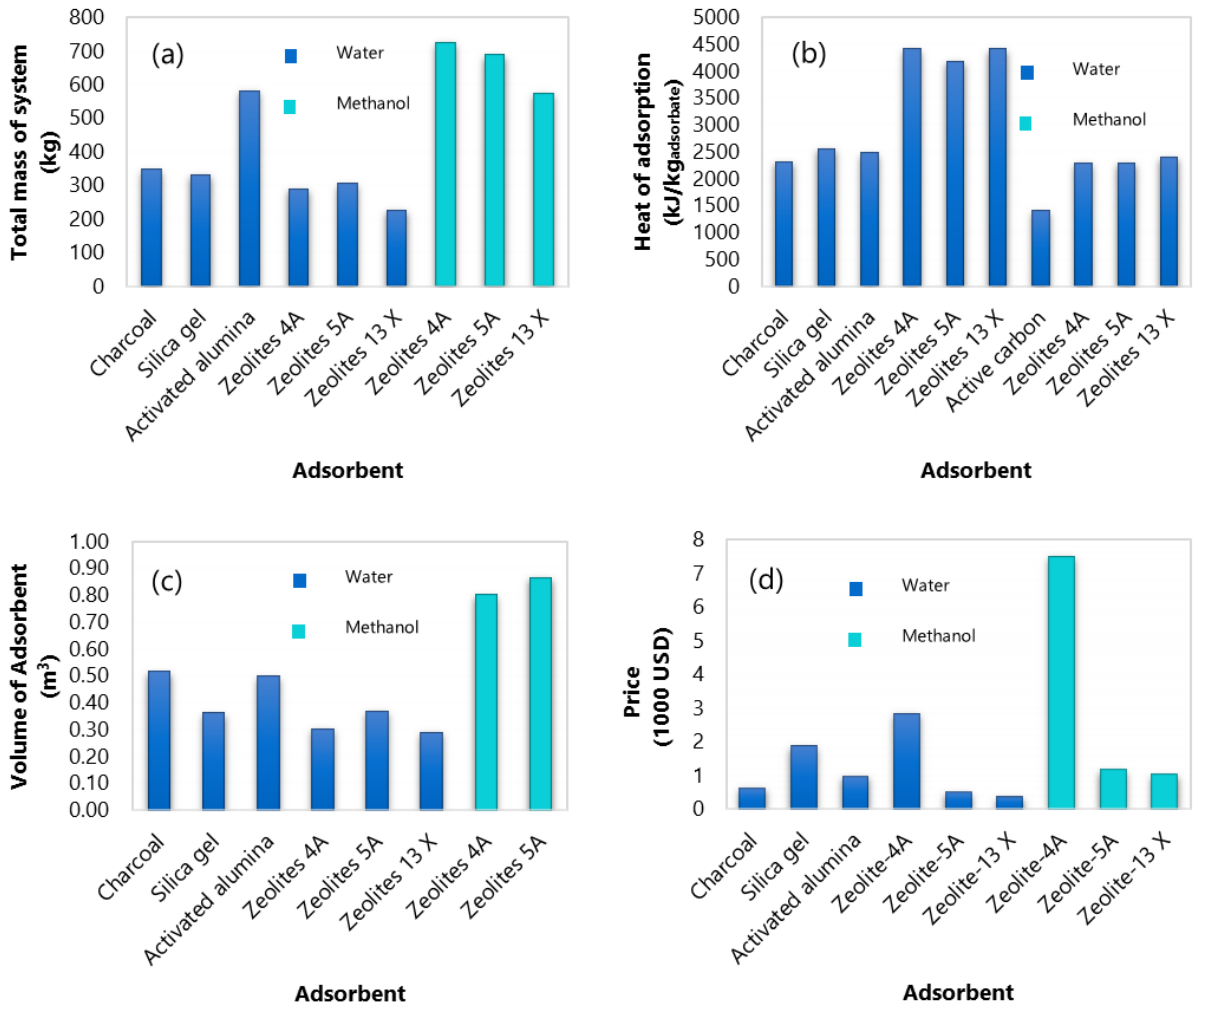 (a)
Water
Methanol
800
700
600
500
400
300
200
100
0
Total mass of system
(kg)
Charcoal
Silica gel
Activated alumina
Zeolites 4A
Zeolites 5A
Zeolites 13 X
Zeolites 4A
Zeolites 5A
Zeolites 13 X
Adsorbent
(b)
Water
Methanol
5000
4500
4000
3500
3000
2500
2000
1500
1000
500
0
Heat of adsorption
(kJ/kgadsorbate)
Charcoal
Silica gel
Activated alumina
Zeolites 4A
Zeolites 5A
Zeolites 13 X
Active carbon
Zeolites 4A
Zeolites 5A
Zeolites 13 X
Adsorbent
(c)
Water
Methanol
1.00
0.90
0.80
0.70
0.60
0.50
0.40
0.30
0.20
0.10
0.00
Volume of Adsorbent
(m³)
Charcoal
Silica gel
Activated alumina
Zeolites 4A
Zeolites 5A
Zeolites 13 X
Zeolites 4A
Zeolites 5A
Adsorbent
(d)
Water
Methanol
8
7
6
5
4
3
2
1
0
Price
(1000 USD)
Charcoal
Silica gel
Activated alumina
Zeolite-4A
Zeolite-5A
Zeolite-13 X
Zeolite-4A
Zeolite-5A
Zeolite-13 X
Adsorbent